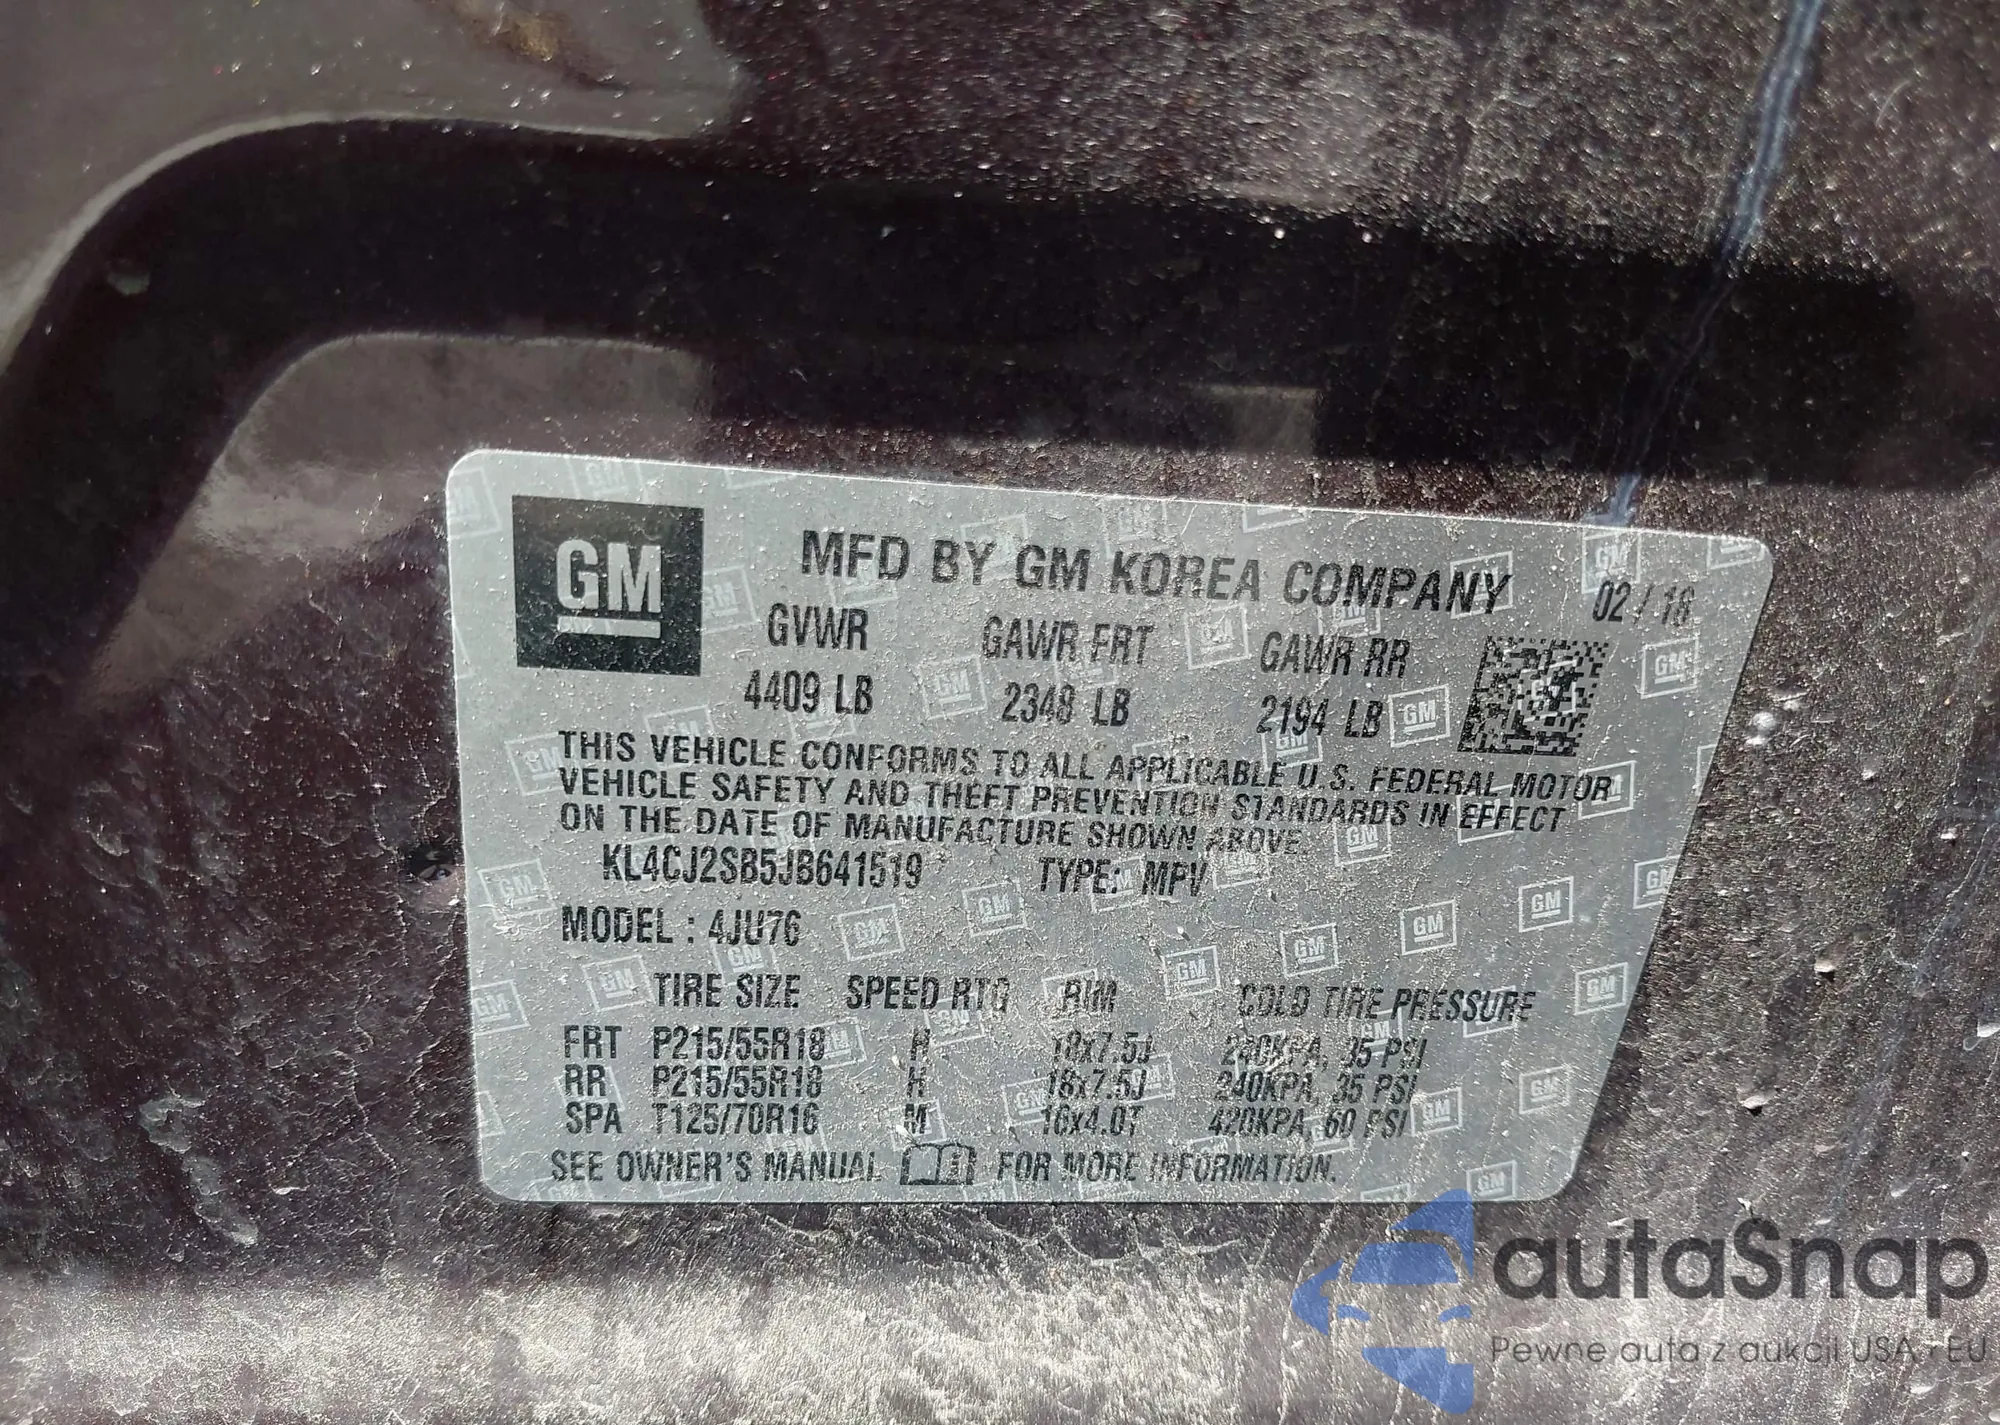 GM
MFD BY GM KOREA COMPANY 02/18
GVWR GAWR FRT GAWR RR
4409 LB 2348 LB 2194 LB
THIS VEHICLE CONFORMS TO ALL APPLICABLE U.S. FEDERAL MOTOR
VEHICLE SAFETY AND THEFT PREVENTION STANDARDS IN EFFECT
ON THE DATE OF MANUFACTURE SHOWN ABOVE.
KL4CJ2SB5JB641519 TYPE: MPV
MODEL : 4JU76
TIRE SIZE SPEED RTG RIM COLD TIRE PRESSURE
FRT P215/55R18 H 18x7.5J 240KPA, 35 PSI
RR P215/55R18 H 18x7.5J 240KPA, 35 PSI
SPA T125/70R16 M 16x4.0T 420KPA, 60 PSI
SEE OWNER'S MANUAL FOR MORE INFORMATION.
autaSnap
Pewne auta z aukcji USA i EU